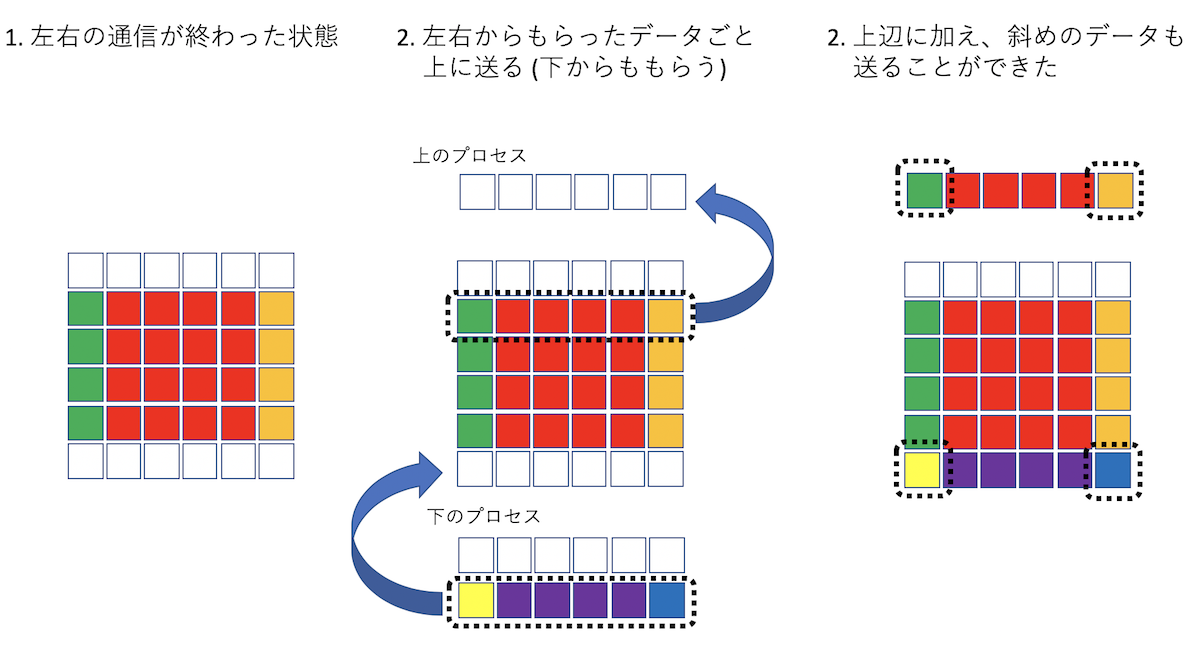 1. 左右の通信が終わった状態
2. 左右からもらったデータごと
上に送る (下からももらう)
2. 上辺に加え、斜めのデータも
送ることができた
上のプロセス
下のプロセス